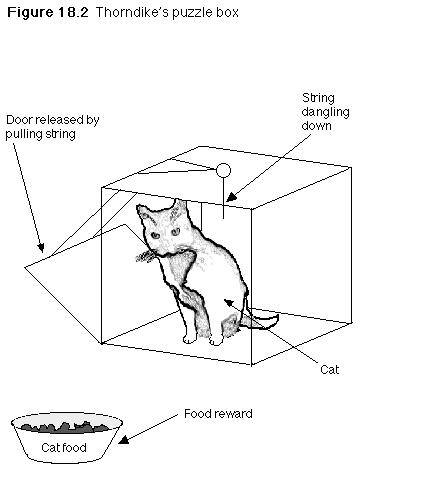 Figure 18.2 Thorndike's puzzle box
String
dangling
down
Door released by
pulling string
Cat
Food reward
Cat food